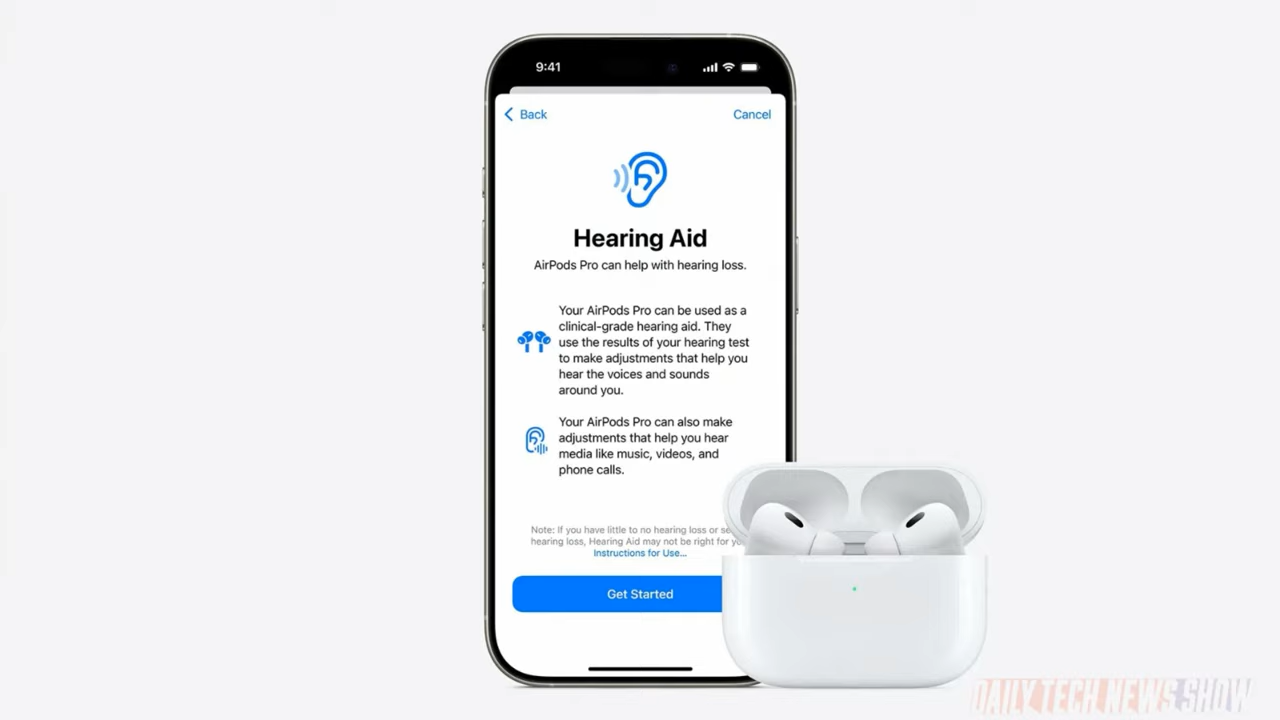 9:41
Back
Cancel
Hearing Aid
AirPods Pro can help with hearing loss.
Your AirPods Pro can be used as a
clinical-grade hearing aid. They
use the results of your hearing test
to make adjustments that help you
hear the voices and sounds
around you.
Your AirPods Pro can also make
adjustments that help you hear
media like music, videos, and
phone calls.
Note: If you have little to no hearing loss or
hearing loss, Hearing Aid may not be right for
Instructions for Use...
Get Started
DAILY TECH NEWS SHOW